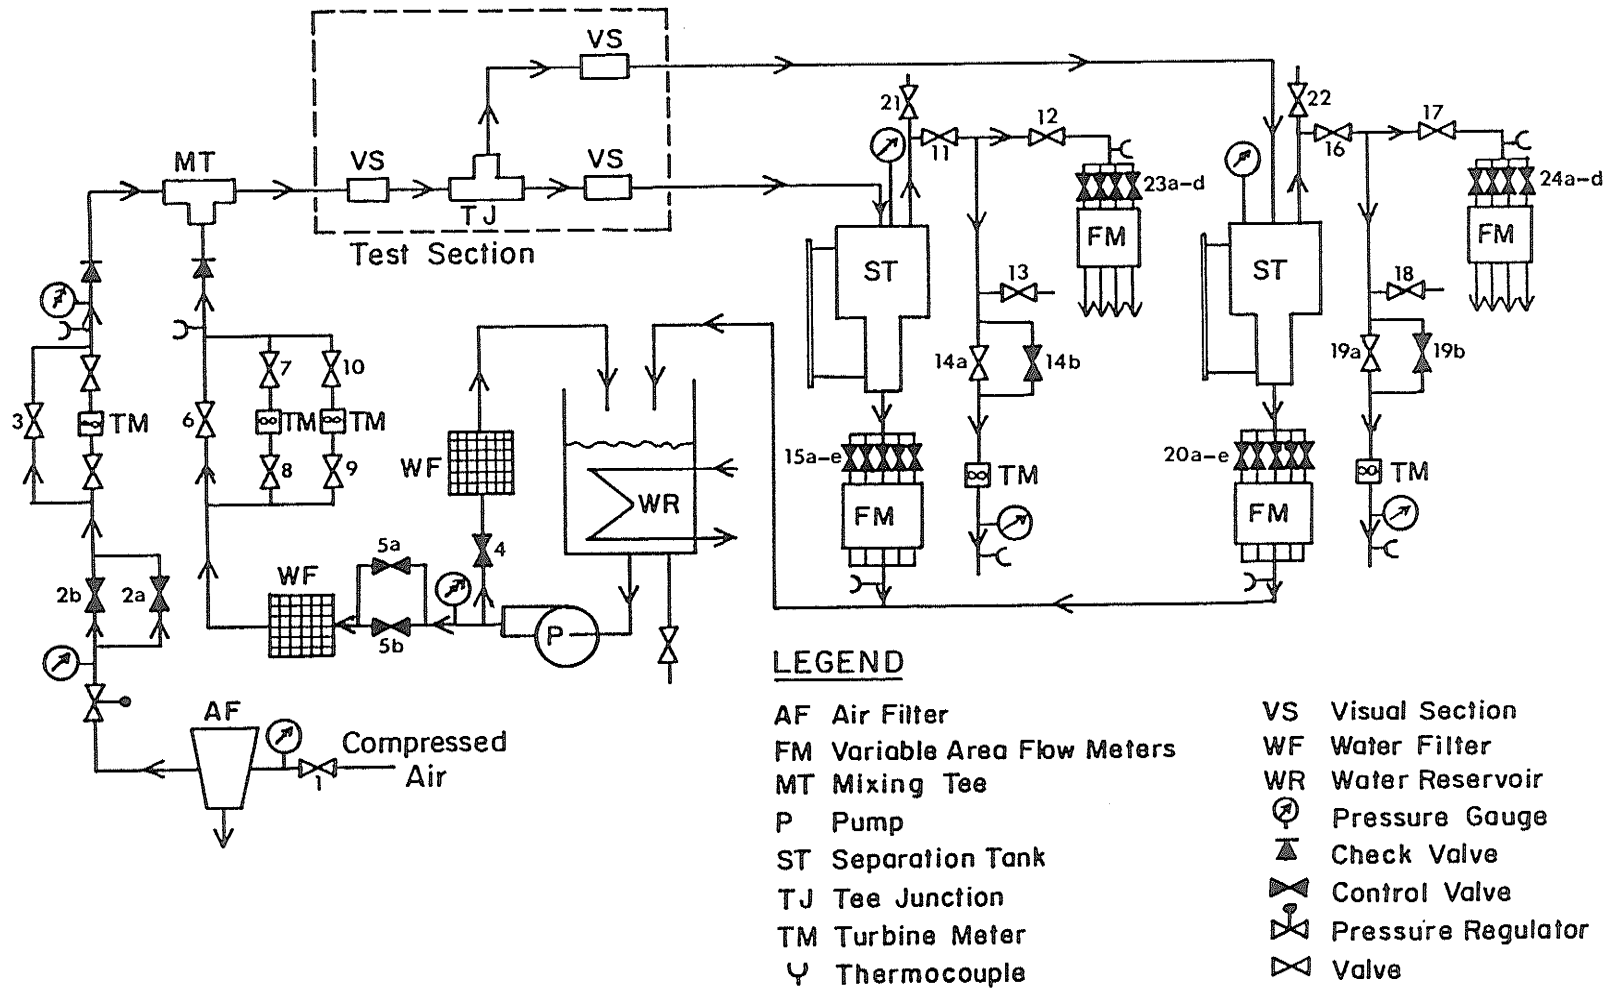 VS
21
22
17
12
MT
VS
VS
11
16
TJ
23a-d
24a-d
Test Section
FM
FM
ST
ST
13
18
7
10
14a
14b
19a
19b
3
TM
6
TM
TM
WF
15a-e
20a-e
8
9
TM
TM
WR
FM
FM
5a
4
2b
2a
WF
5b
P
LEGEND
AF
Compressed
Air
1
AF Air Filter
FM Variable Area Flow Meters
MT Mixing Tee
P Pump
ST Separation Tank
TJ Tee Junction
TM Turbine Meter
Thermocouple
VS Visual Section
WF Water Filter
WR Water Reservoir
Pressure Gauge
Check Valve
Control Valve
Pressure Regulator
Valve